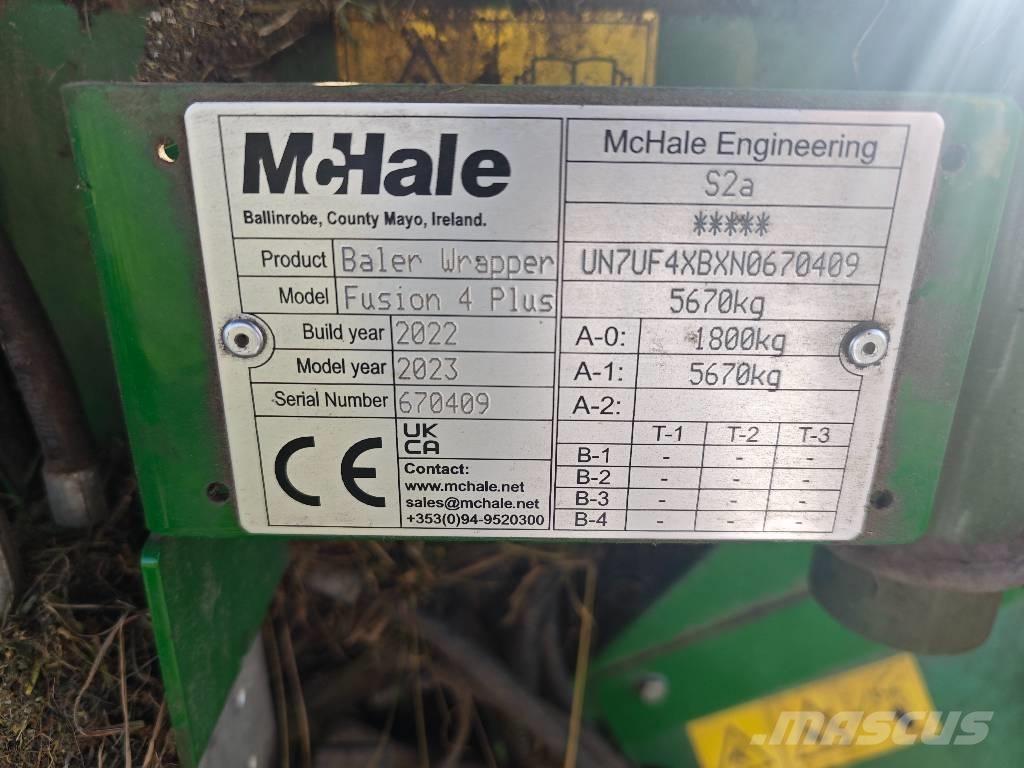 McHale
Ballinrobe, County Mayo, Ireland.
Product Baler Wrapper
Model Fusion 4 Plus
Build year 2022
Model year 2023
Serial Number 670409
CE
UK
CA
Contact:
www.mchale.net
sales@mchale.net
+353(0)94-9520300
McHale Engineering
S2a
*****
UN7UF4XBXN0670409
5670kg
A-0: 1800kg
A-1: 5670kg
A-2:
T-1 T-2 T-3
B-1 - - -
B-2 - - -
B-3 - - -
B-4 - - -
MASCUS